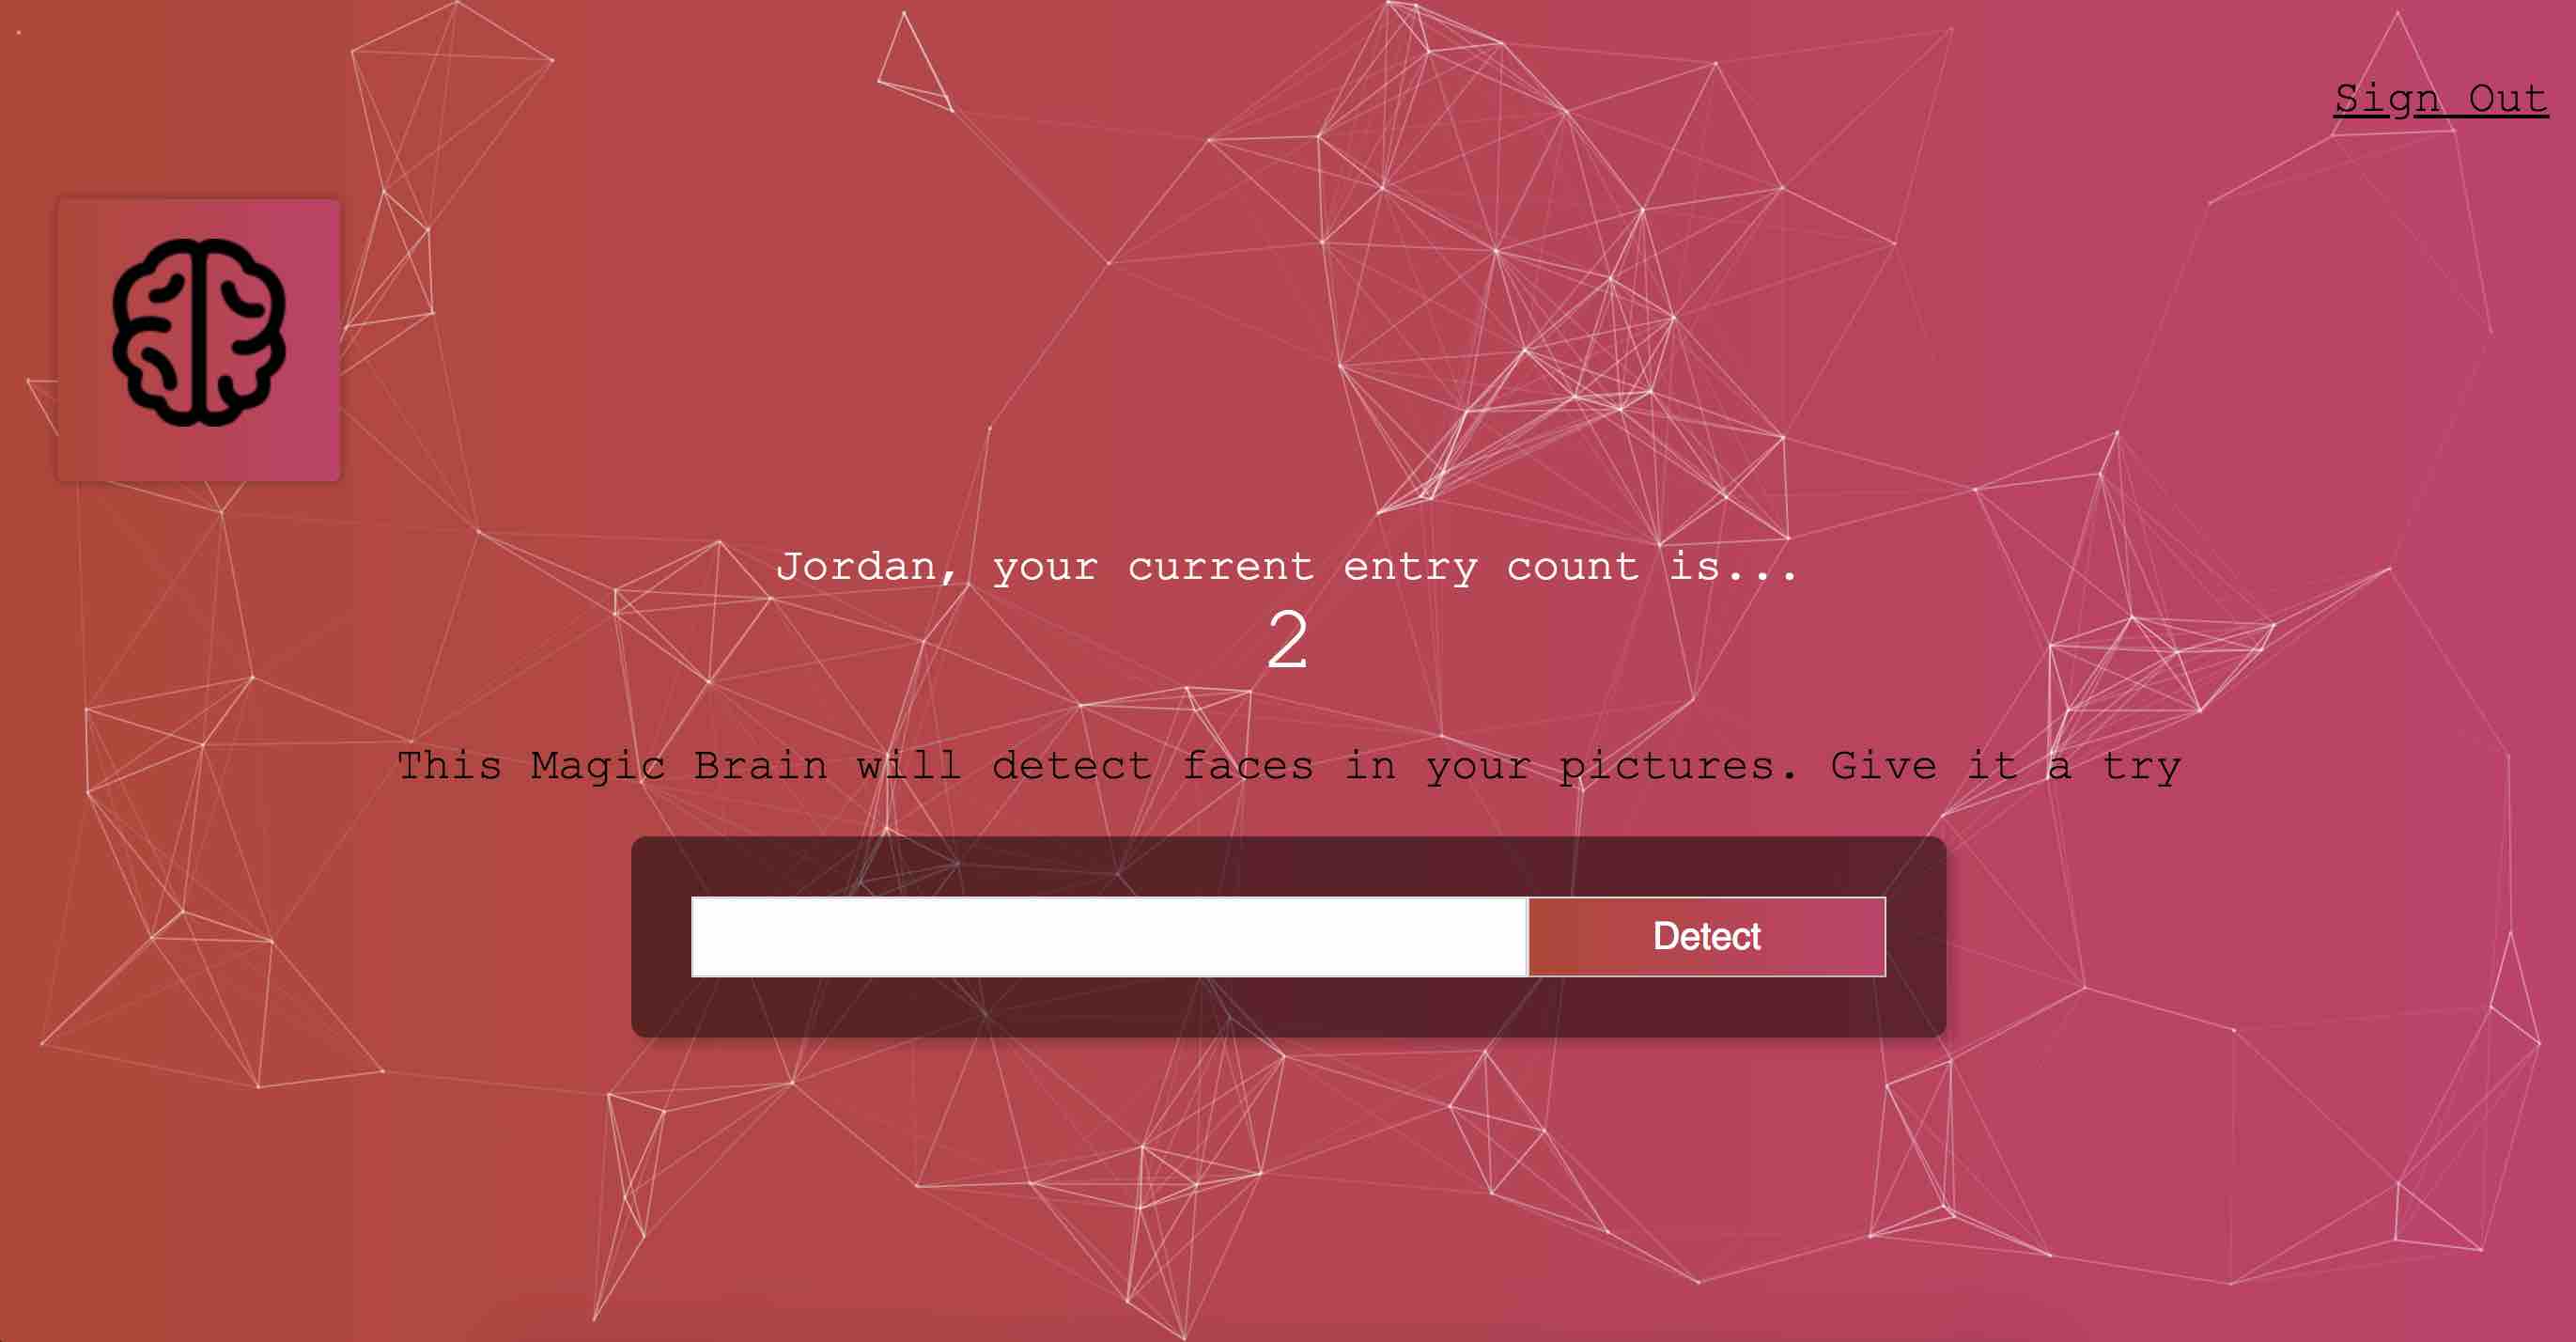 Sign Out
Jordan, your current entry count is...
2
This Magic Brain will detect faces in your pictures. Give it a try
Detect